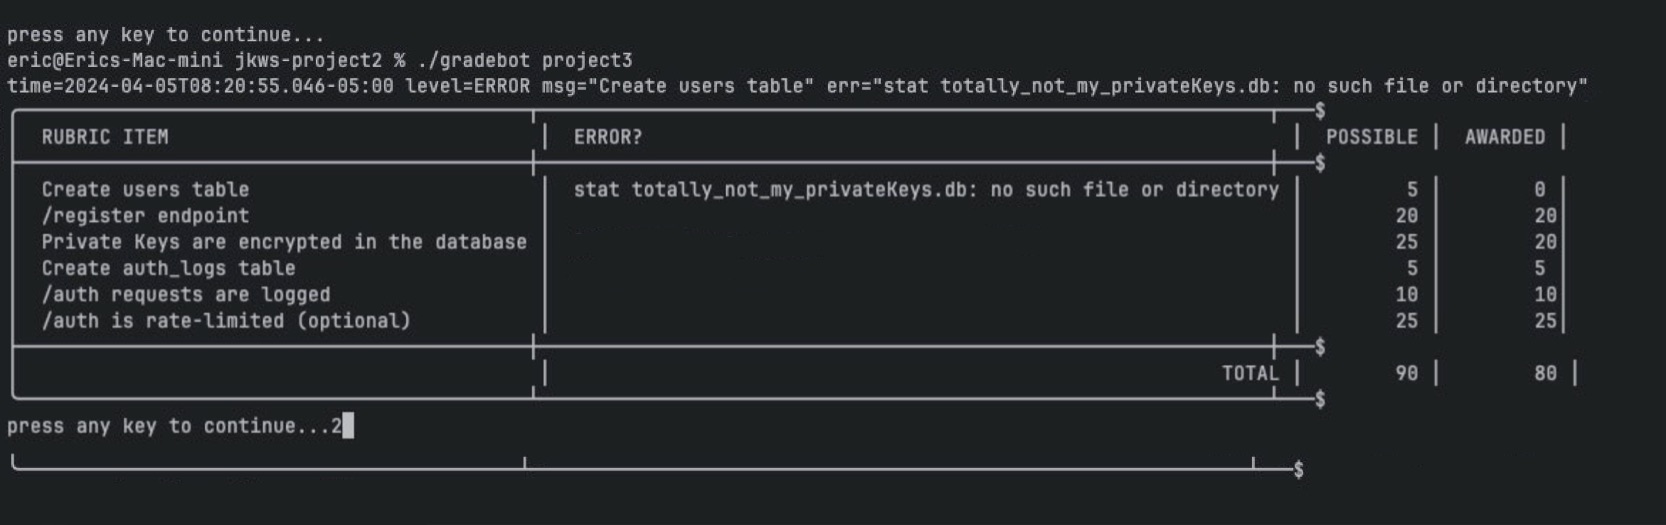 press any key to continue...
eric@Erics-Mac-mini jkws-project2 % ./gradebot project3
time=2024-04-05T08:20:55.046-05:00 level=ERROR msg="Create users table" err="stat totally_not_my_privateKeys.db: no such file or directory"
$
RUBRIC ITEM | ERROR? | POSSIBLE | AWARDED |
$
Create users table | stat totally_not_my_privateKeys.db: no such file or directory | 5 | 0 |
/register endpoint | | 20 | 20 |
Private Keys are encrypted in the database | | 25 | 20 |
Create auth_logs table | | 5 | 5 |
/auth requests are logged | | 10 | 10 |
/auth is rate-limited (optional) | | 25 | 25 |
$
| TOTAL | 90 | 80 |
$
press any key to continue...2
$